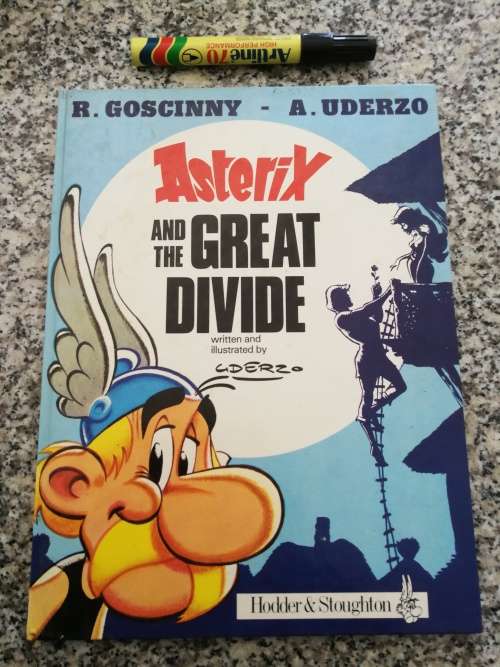 Artline 70
HIGH PERFORMANCE
R. GOSCINNY - A. UDERZO
Asterix
AND THE GREAT
DIVIDE
written and
illustrated by
UDERZO
Hodder & Stoughton